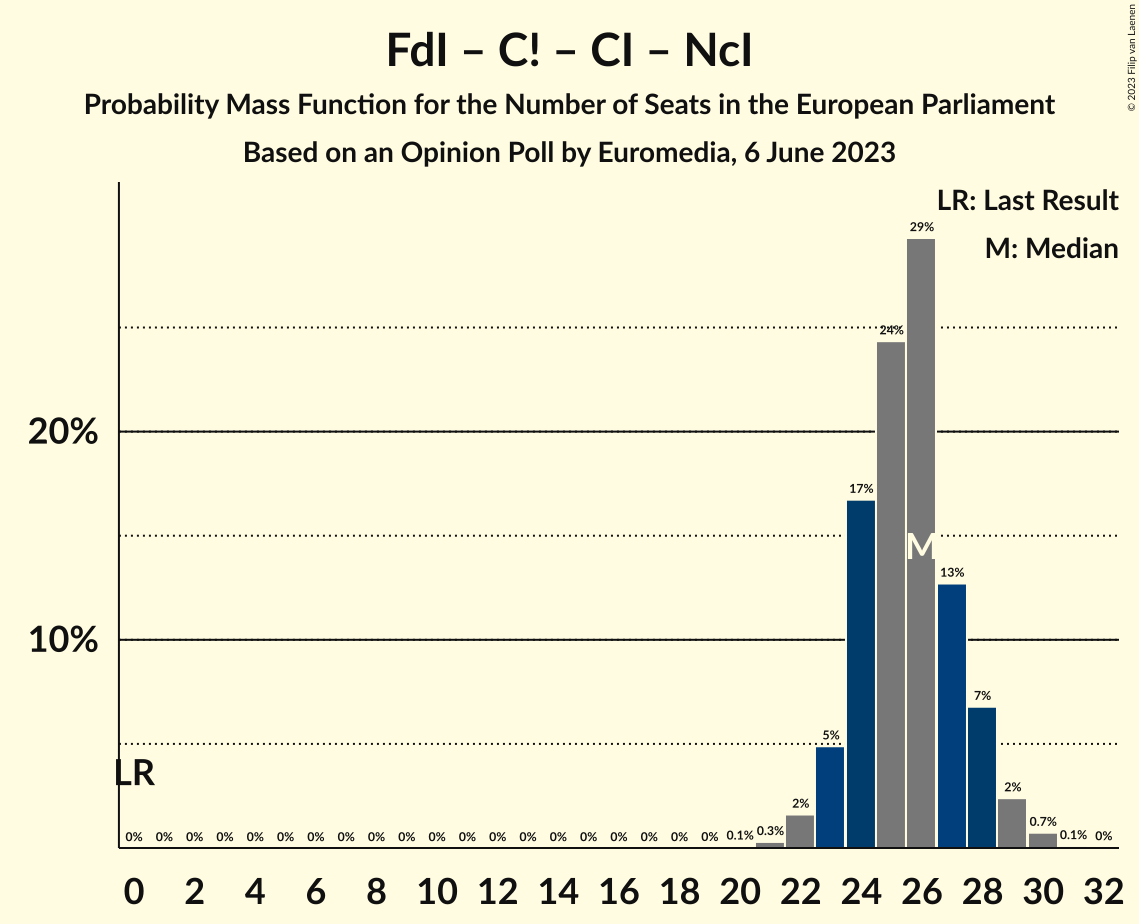 FdI – C! – CI – NcI
Probability Mass Function for the Number of Seats in the European Parliament
Based on an Opinion Poll by Euromedia, 6 June 2023
© 2023 Filip van Laenen
LR: Last Result
M: Median
29%
24%
20%
17%
M
13%
10%
7%
5%
LR
2%
2%
0% 0% 0% 0% 0% 0% 0% 0% 0% 0% 0% 0% 0% 0% 0% 0% 0% 0% 0% 0% 0.1% 0.3% 0.7% 0.1% 0%
0 2 4 6 8 10 12 14 16 18 20 22 24 26 28 30 32